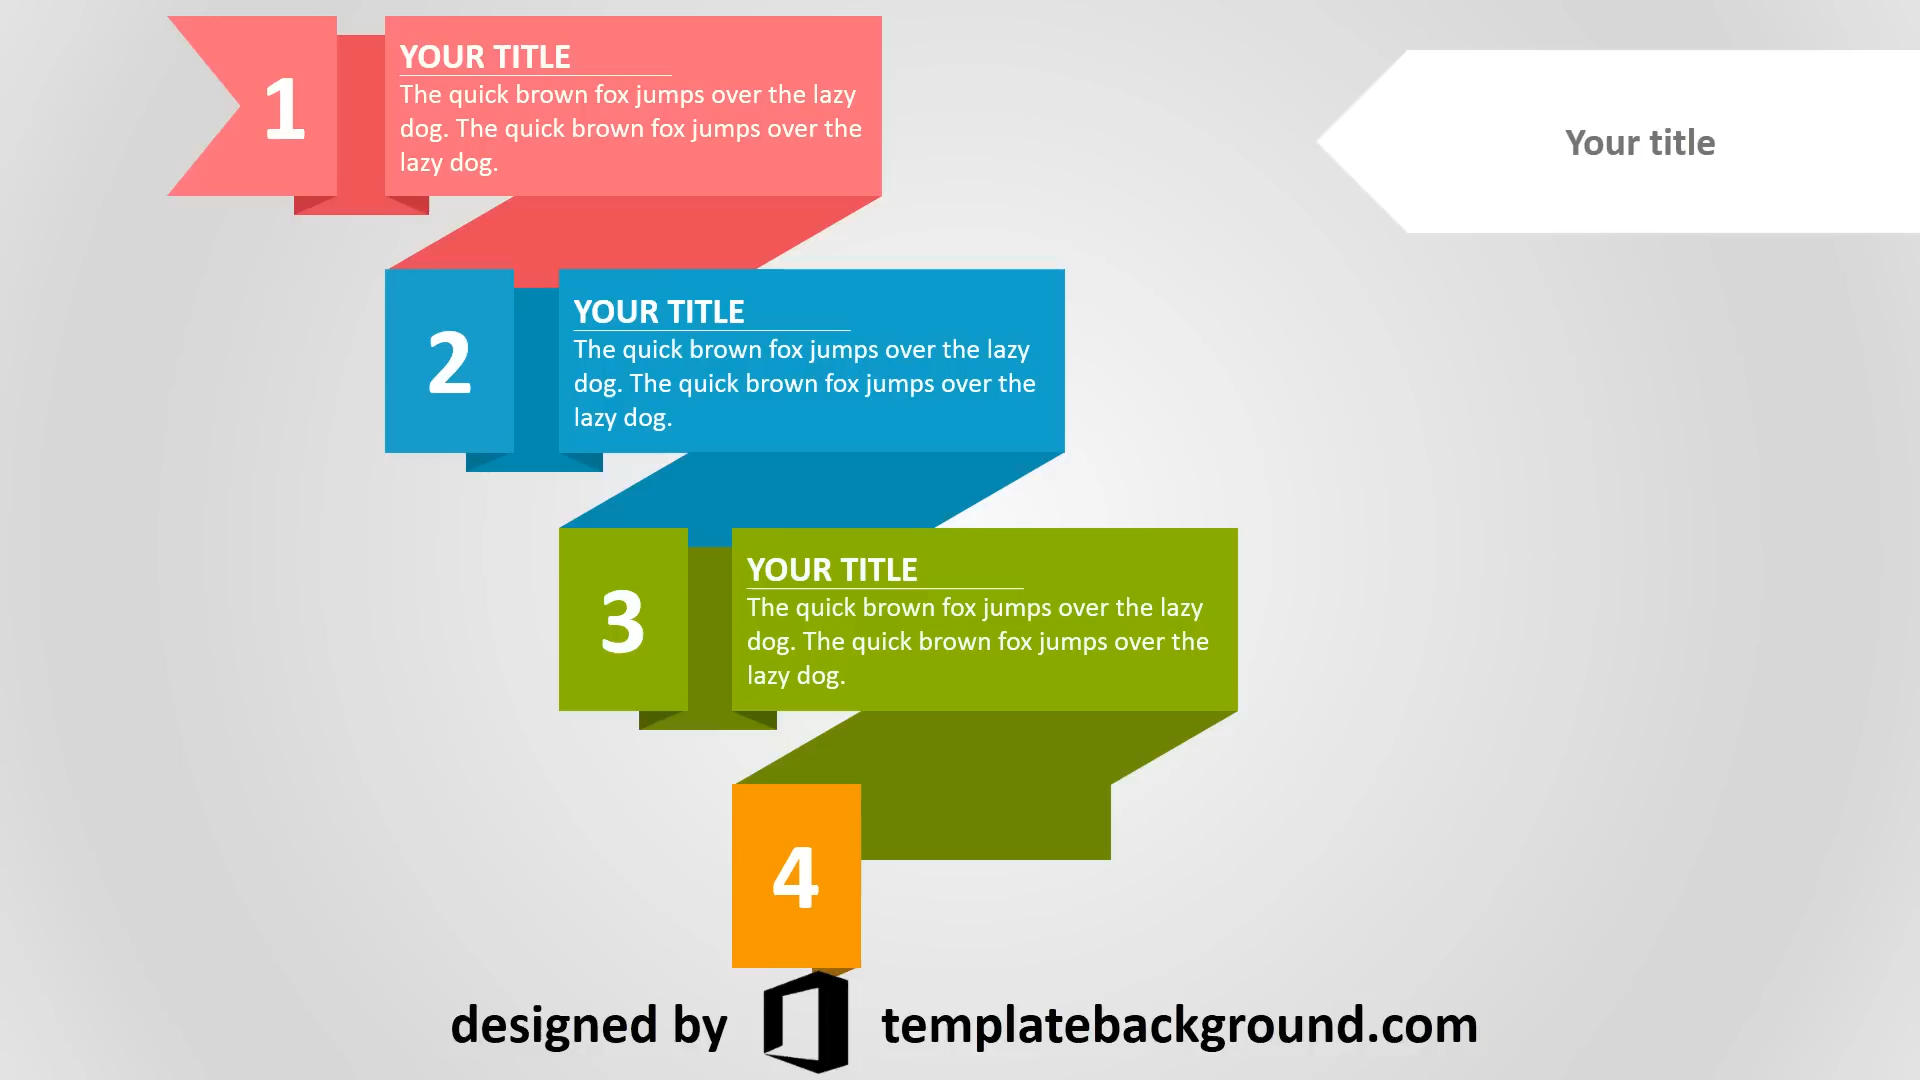 1
YOUR TITLE
The quick brown fox jumps over the lazy
dog. The quick brown fox jumps over the
lazy dog.
Your title
2
YOUR TITLE
The quick brown fox jumps over the lazy
dog. The quick brown fox jumps over the
lazy dog.
3
YOUR TITLE
The quick brown fox jumps over the lazy
dog. The quick brown fox jumps over the
lazy dog.
4
designed by templatebackground.com